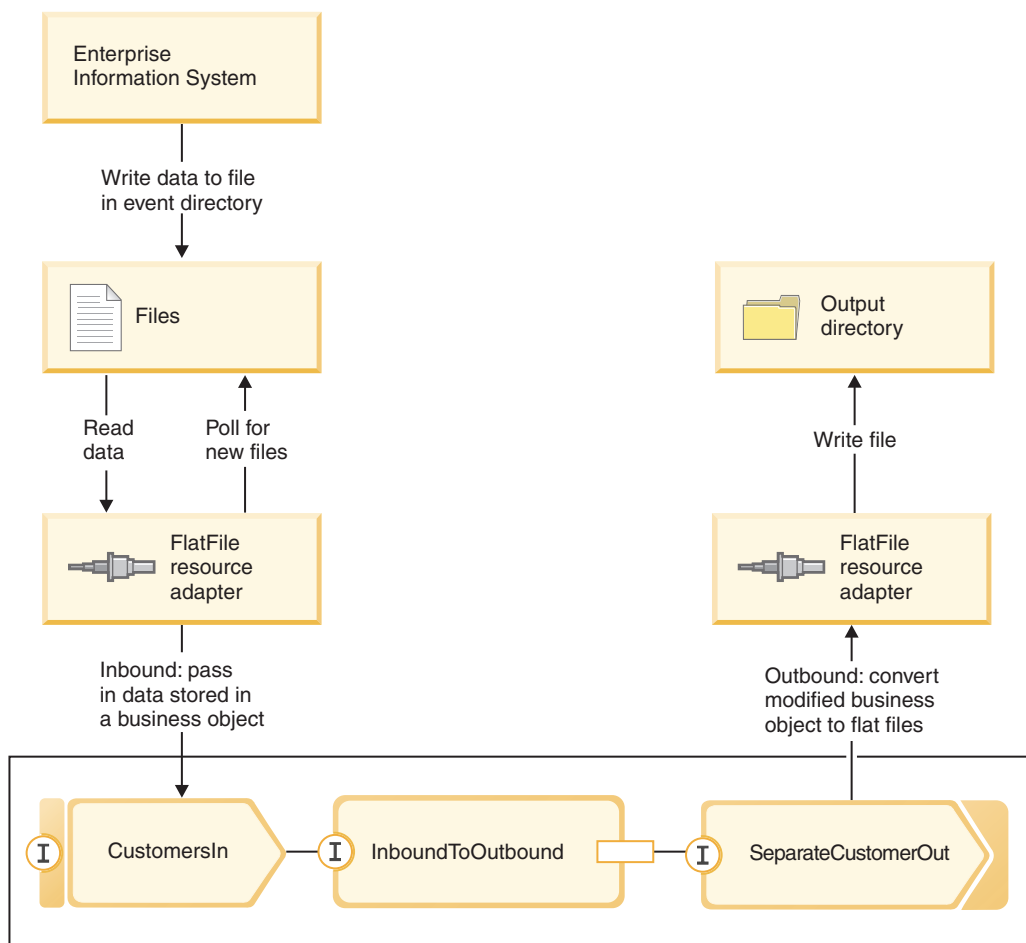 Enterprise
Information System
Write data to file
in event directory
Files
Output
directory
Read
data
Poll for
new files
Write file
FlatFile
resource
adapter
FlatFile
resource
adapter
Inbound: pass
in data stored in
a business object
Outbound: convert
modified business
object to flat files
I
CustomersIn
I
InboundToOutbound
I
SeparateCustomerOut